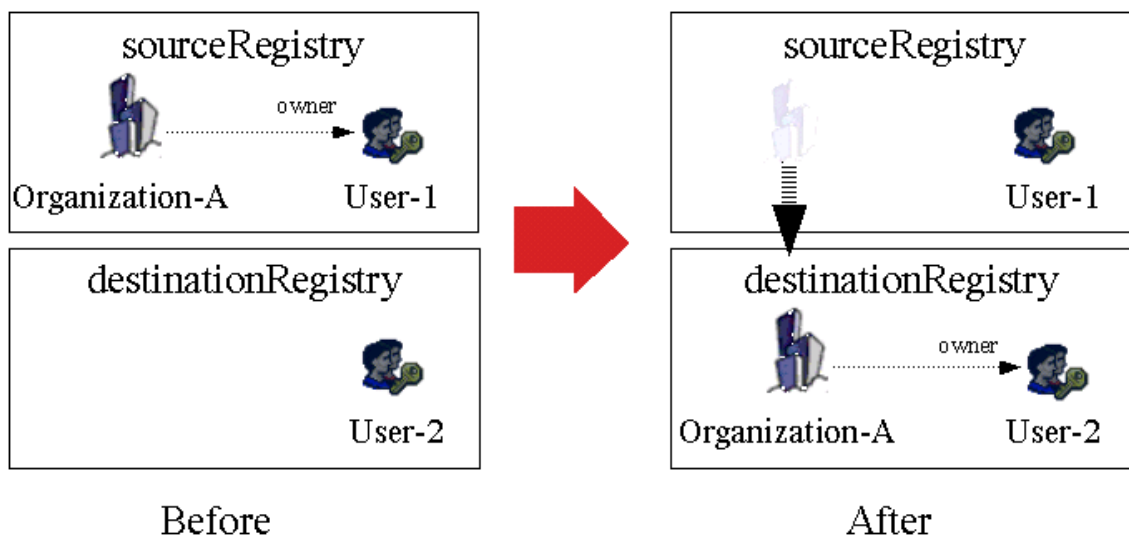 sourceRegistry
owner
Organization-A User-1
destinationRegistry
User-2
Before
sourceRegistry
User-1
destinationRegistry
owner
Organization-A User-2
After